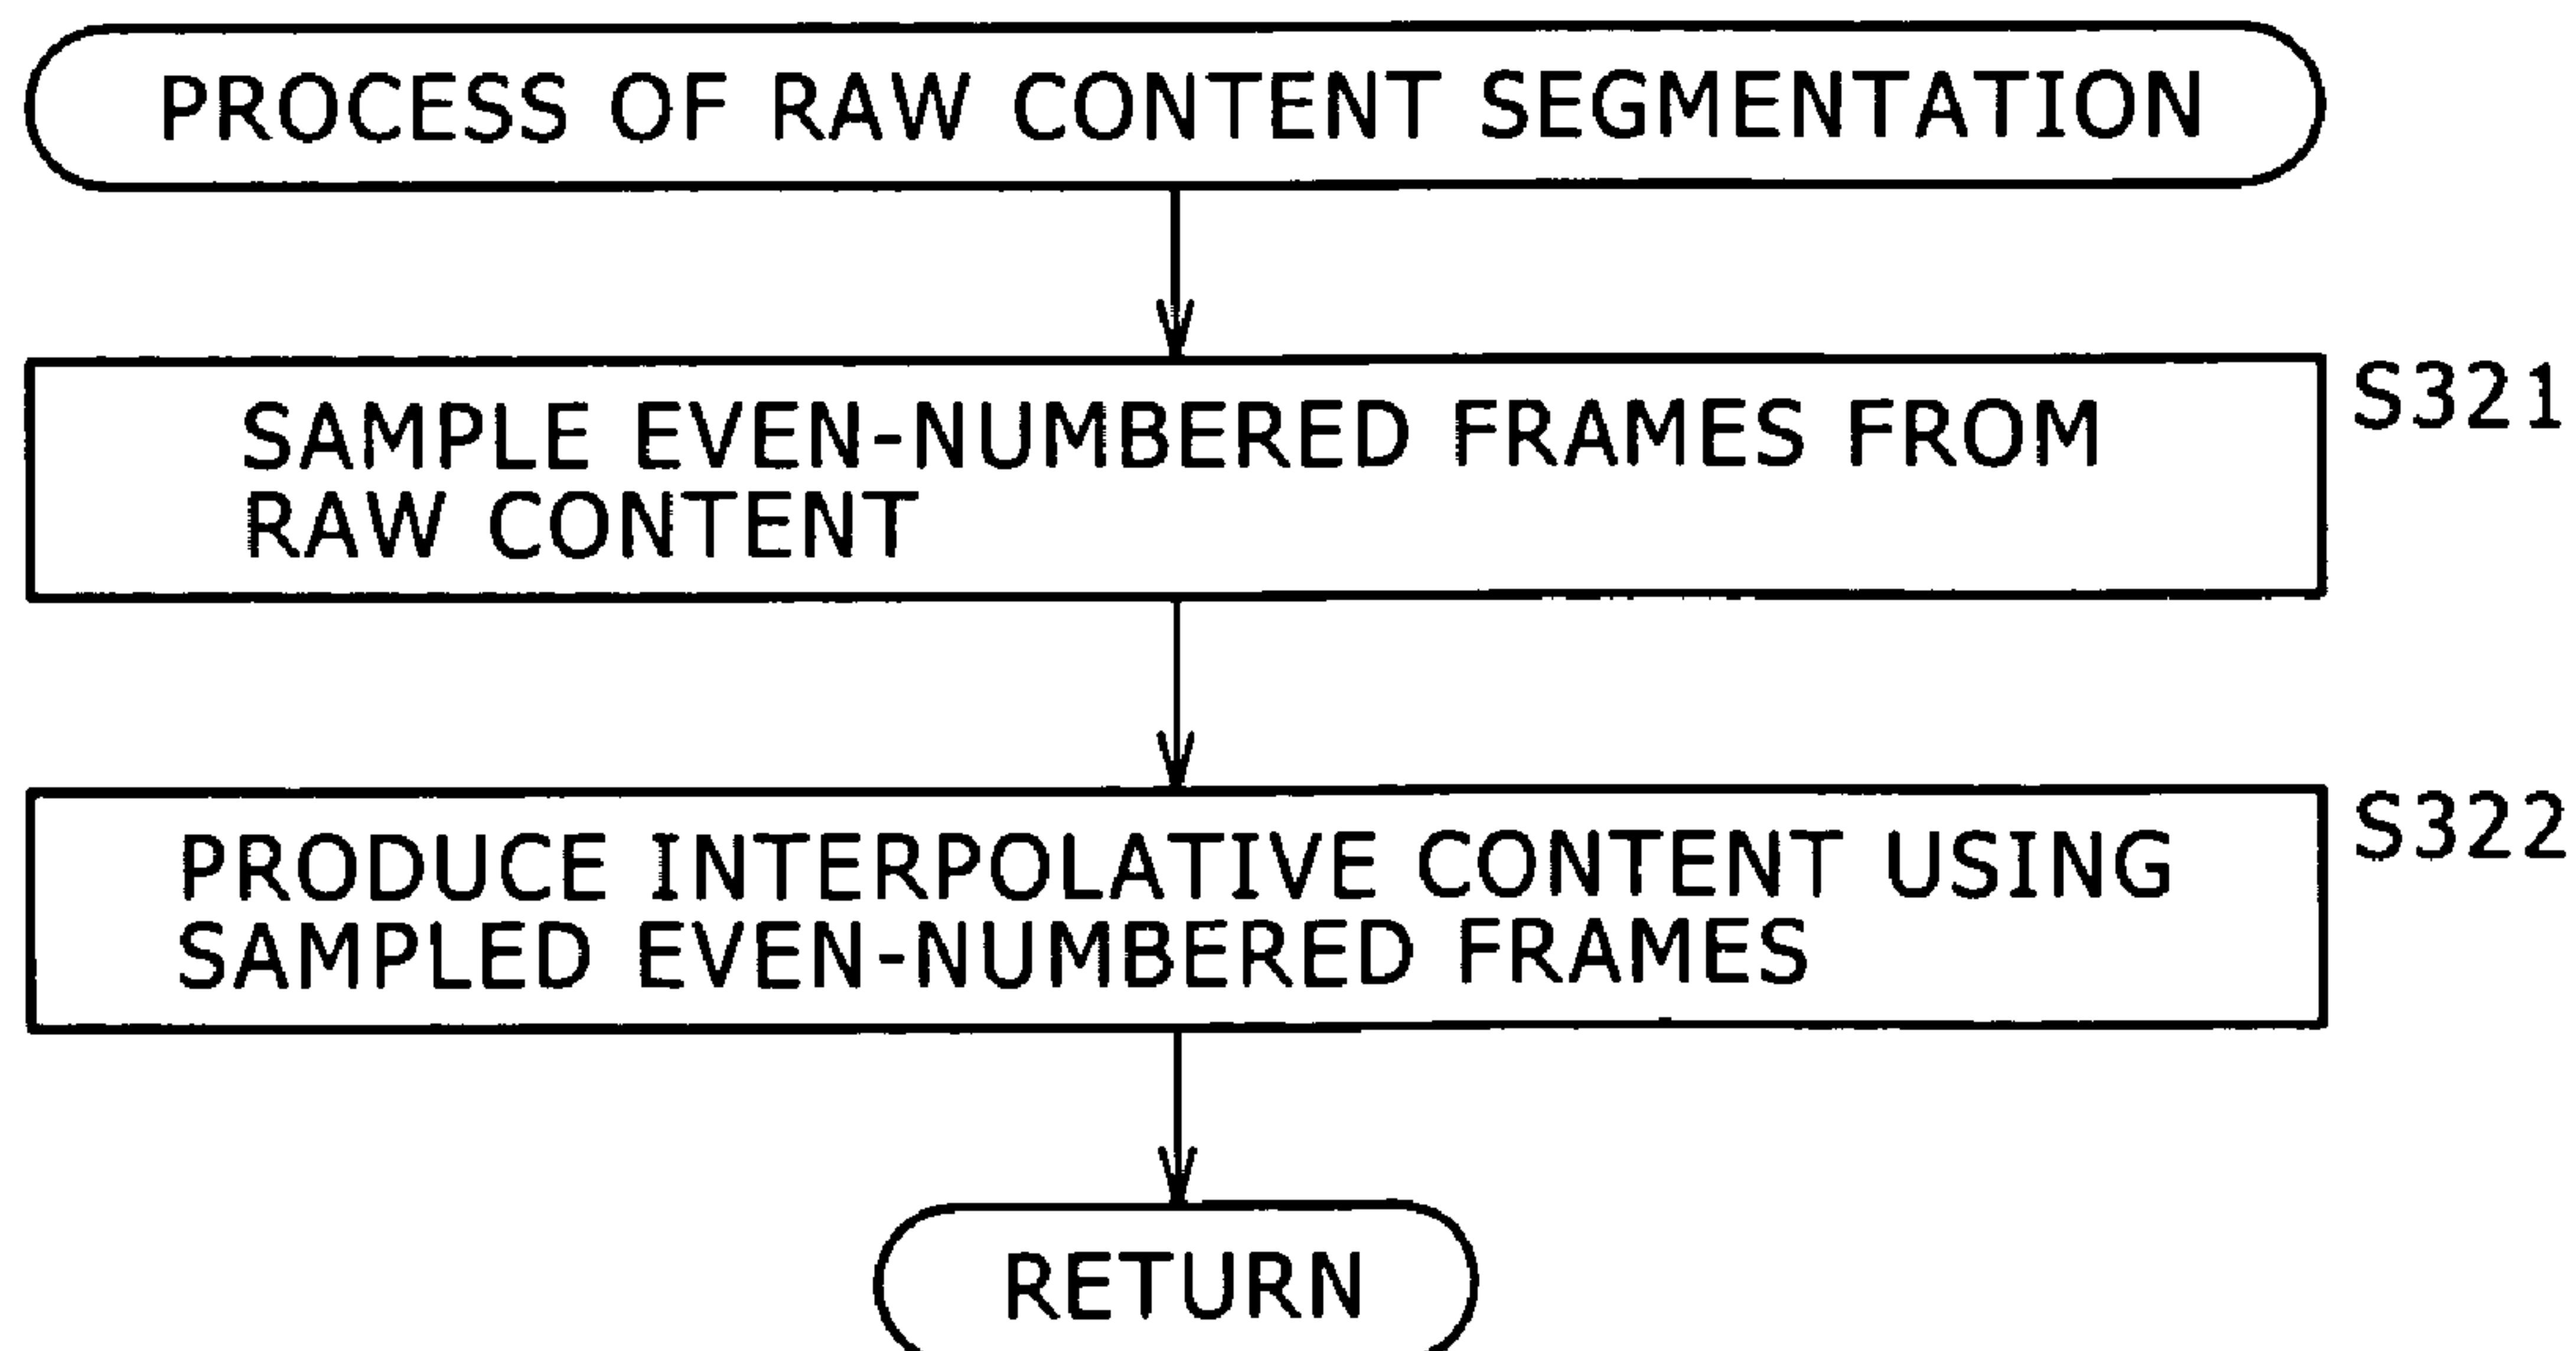 PROCESS OF RAW CONTENT SEGMENTATION
S321
SAMPLE EVEN-NUMBERED FRAMES FROM
RAW CONTENT
S322
PRODUCE INTERPOLATIVE CONTENT USING
SAMPLED EVEN-NUMBERED FRAMES
RETURN